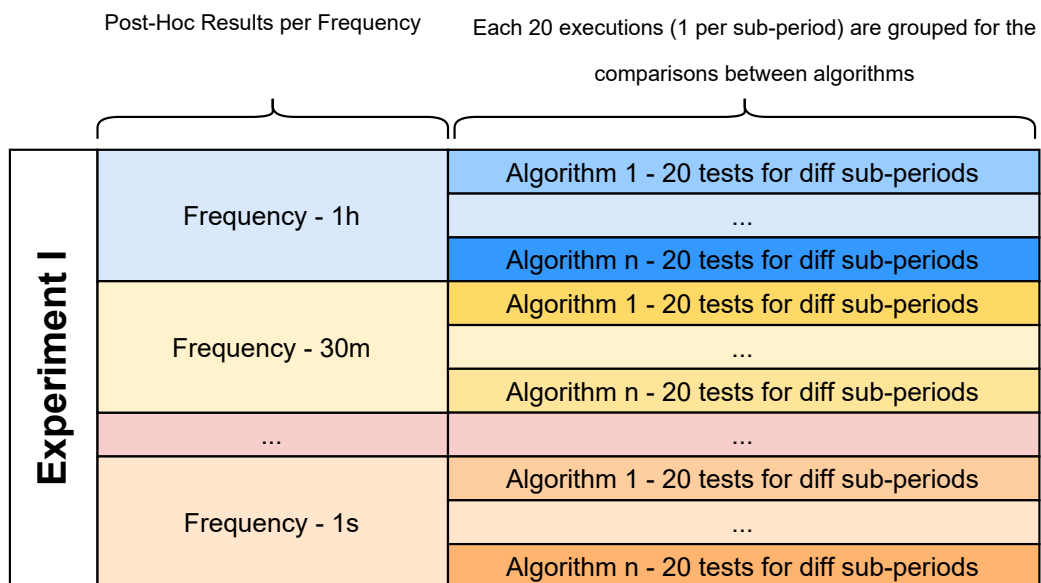 Post-Hoc Results per Frequency
Each 20 executions (1 per sub-period) are grouped for the
comparisons between algorithms
Experiment I
Frequency - 1h
Algorithm 1 - 20 tests for diff sub-periods
...
Algorithm n - 20 tests for diff sub-periods
Frequency - 30m
Algorithm 1 - 20 tests for diff sub-periods
...
Algorithm n - 20 tests for diff sub-periods
...
...
Frequency - 1s
Algorithm 1 - 20 tests for diff sub-periods
...
Algorithm n - 20 tests for diff sub-periods